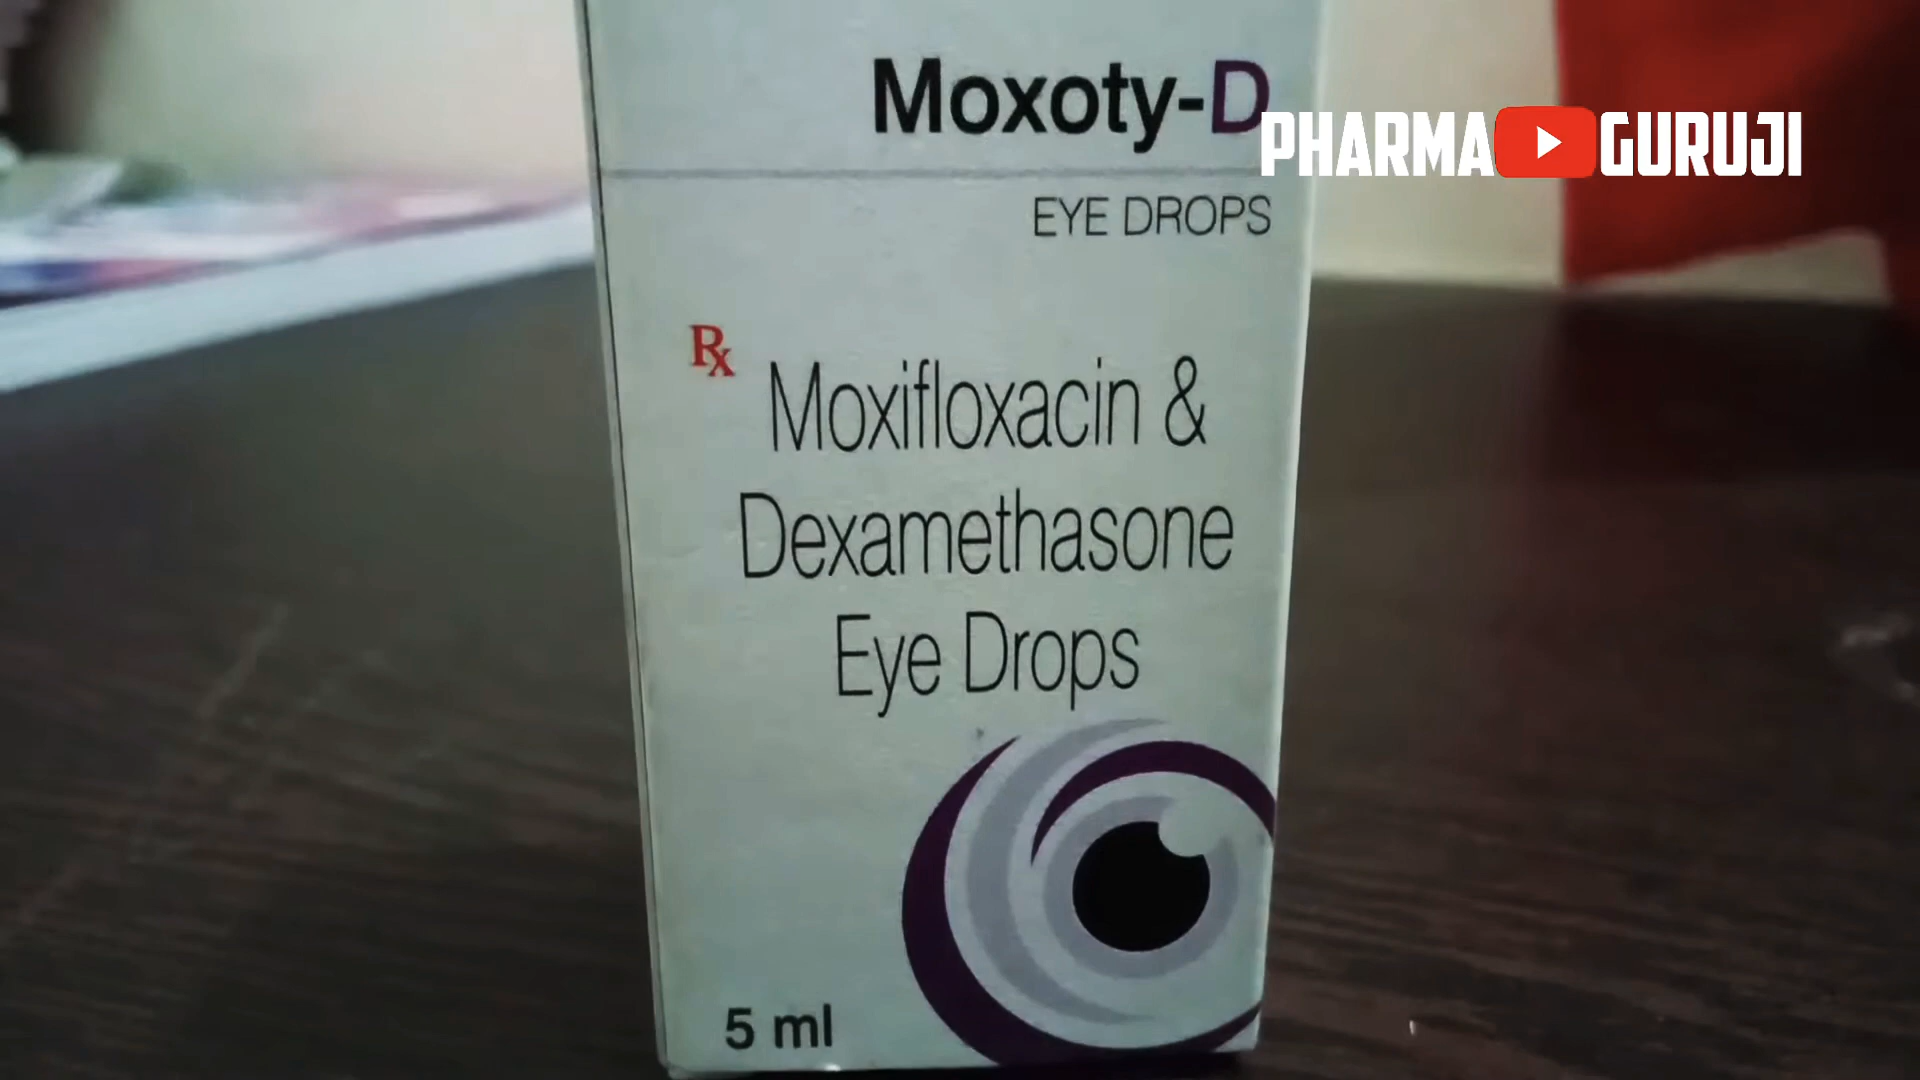 Moxoty-D
PHARMA GURUJI
EYE DROPS
Rx
Moxifloxacin &
Dexamethasone
Eye Drops
5 ml